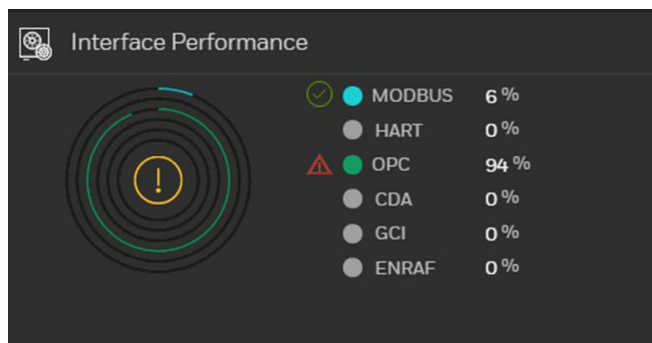 Interface Performance
MODBUS 6 %
HART 0 %
OPC 94 %
CDA 0 %
GCI 0 %
ENRAF 0 %